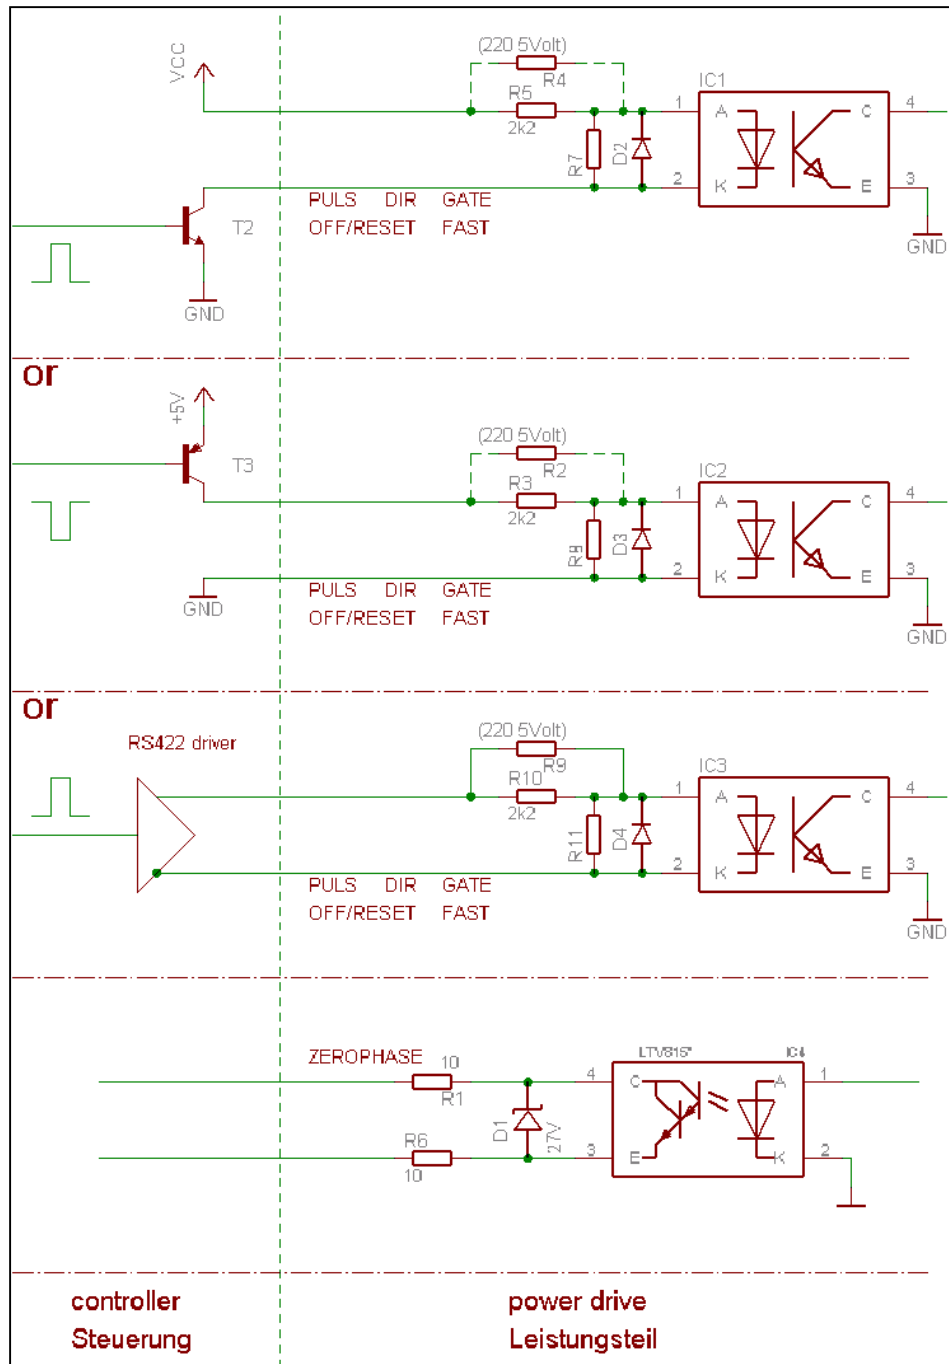 VCC
(220 5Volt)
R4
R5
2k2
R7
D2
IC1
1
A
C
4
2
K
E
3
GND
T2
GND
PULS DIR GATE
OFF/RESET FAST
or
+5V
T3
(220 5Volt)
R2
R3
2k2
R8
D3
IC2
1
A
C
4
2
K
E
3
GND
GND
PULS DIR GATE
OFF/RESET FAST
or
RS422 driver
(220 5Volt)
R9
R10
2k2
R11
D4
IC3
1
A
C
4
2
K
E
3
GND
PULS DIR GATE
OFF/RESET FAST
ZEROPHASE
10
R1
R6
10
D1
27V
IC4
4
C
A
1
3
E
K
2
controller
Steuerung
power drive
Leistungsteil